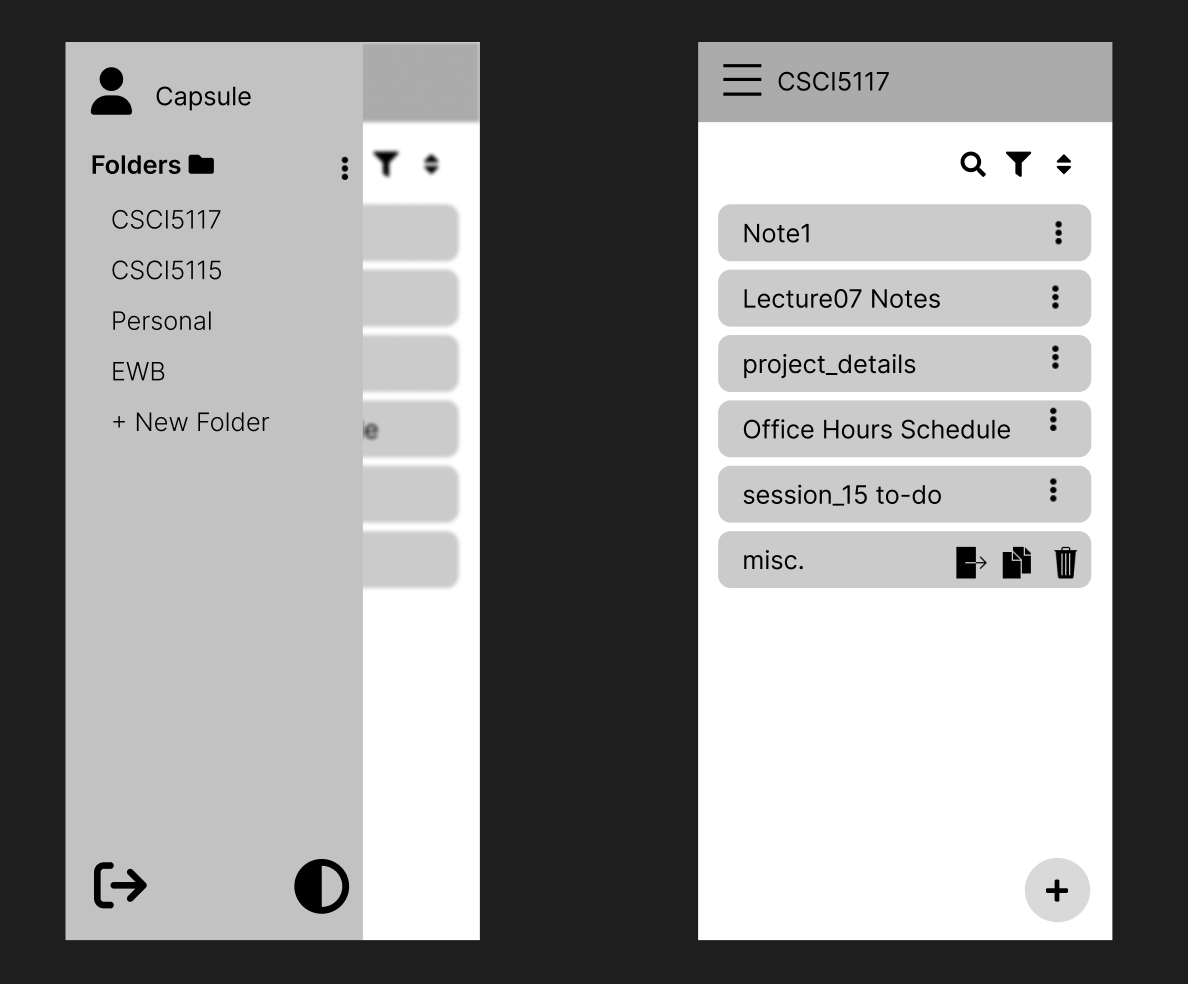 Capsule
Folders
CSCI5117
CSCI5115
Personal
EWB
+ New Folder
e
CSCI5117
Note1
Lecture07 Notes
project_details
Office Hours Schedule
session_15 to-do
misc.